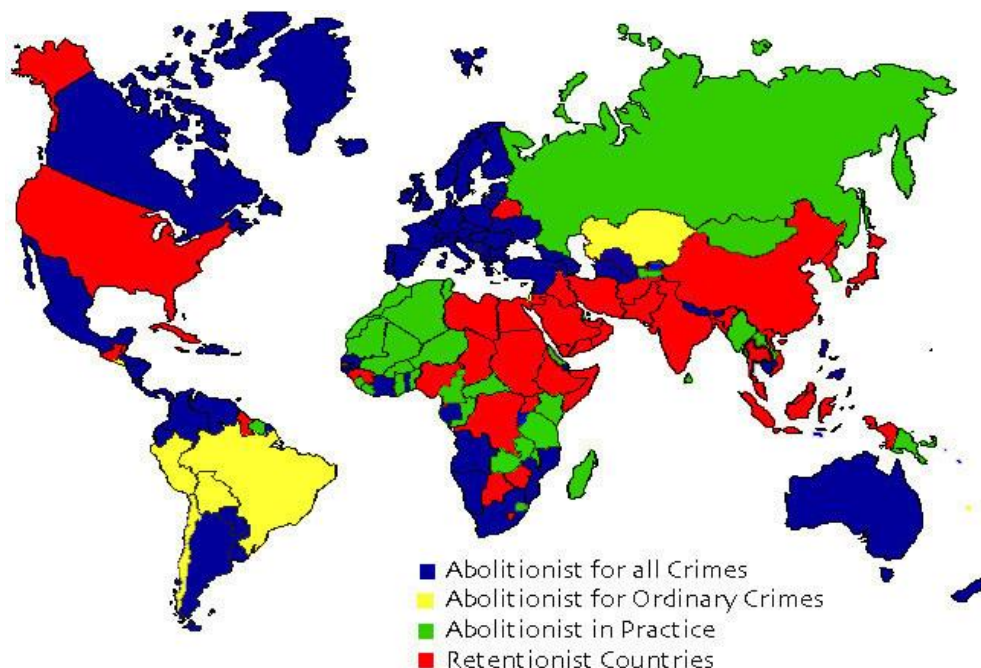 Abolitionist for all Crimes
Abolitionist for Ordinary Crimes
Abolitionist in Practice
Retentionist Countries